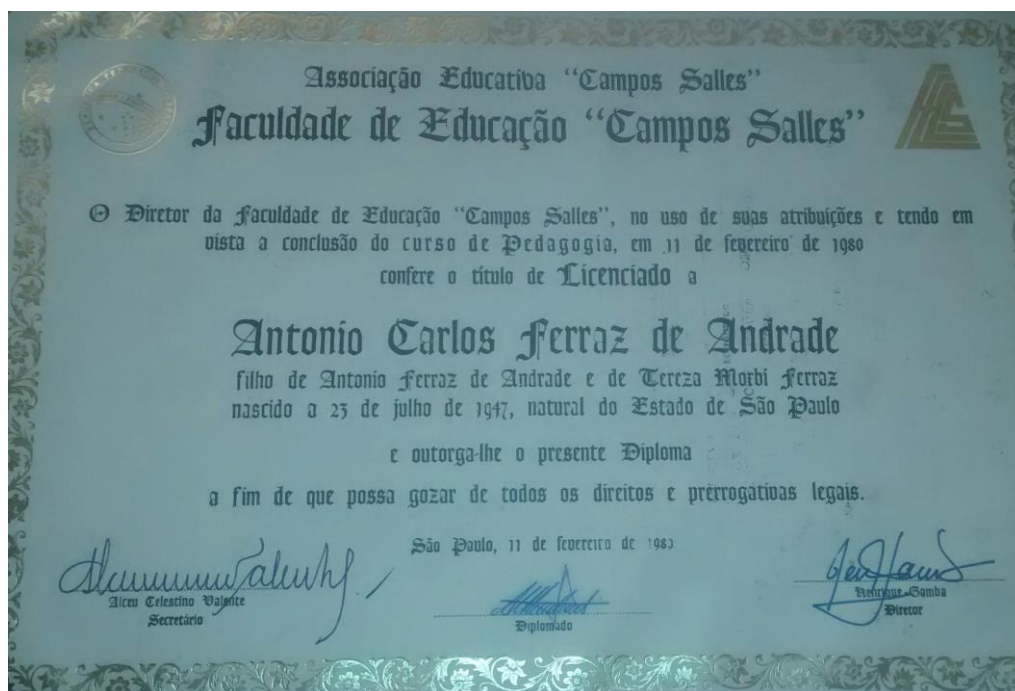 Associação Educativa “Campos Salles”
Faculdade de Educação “Campos Salles”
O Diretor da Faculdade de Educação “Campos Salles”, no uso de suas atribuições e tendo em
vista a conclusão do curso de Pedagogia, em 11 de fevereiro de 1980
confere o título de Licenciado a
Antonio Carlos Ferraz de Andrade
filho de Antonio Ferraz de Andrade e de Tereza Morbi Ferraz
nascido a 23 de julho de 1947, natural do Estado de São Paulo
e outorga-lhe o presente Diploma
a fim de que possa gozar de todos os direitos e prerrogativas legais.
São Paulo, 11 de fevereiro de
Alceu Celestino Valente
Secretário
Diplomado
Henrique Gamba
Diretor